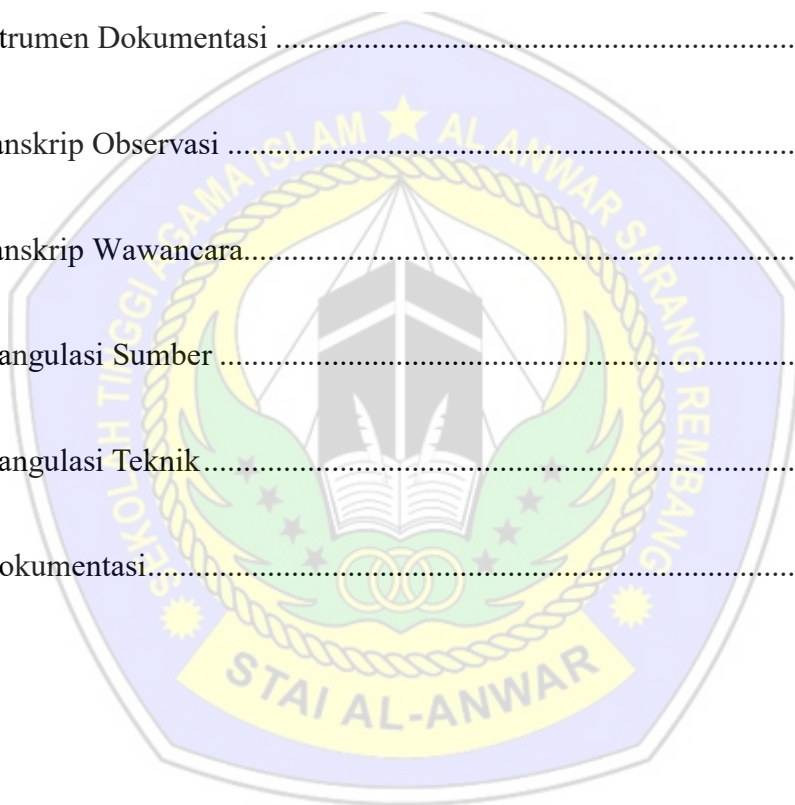 trumen Dokumentasi ........................................................................
anskrip Observasi ........................................................................
SEKOLAH TINGGI AGAMA ISLAM AL ANWAR SARANG REMBANG
anskrip Wawancara........................................................................
angulasi Sumber ........................................................................
angulasi Teknik ........................................................................
okumentasi........................................................................
STAI AL-ANWAR